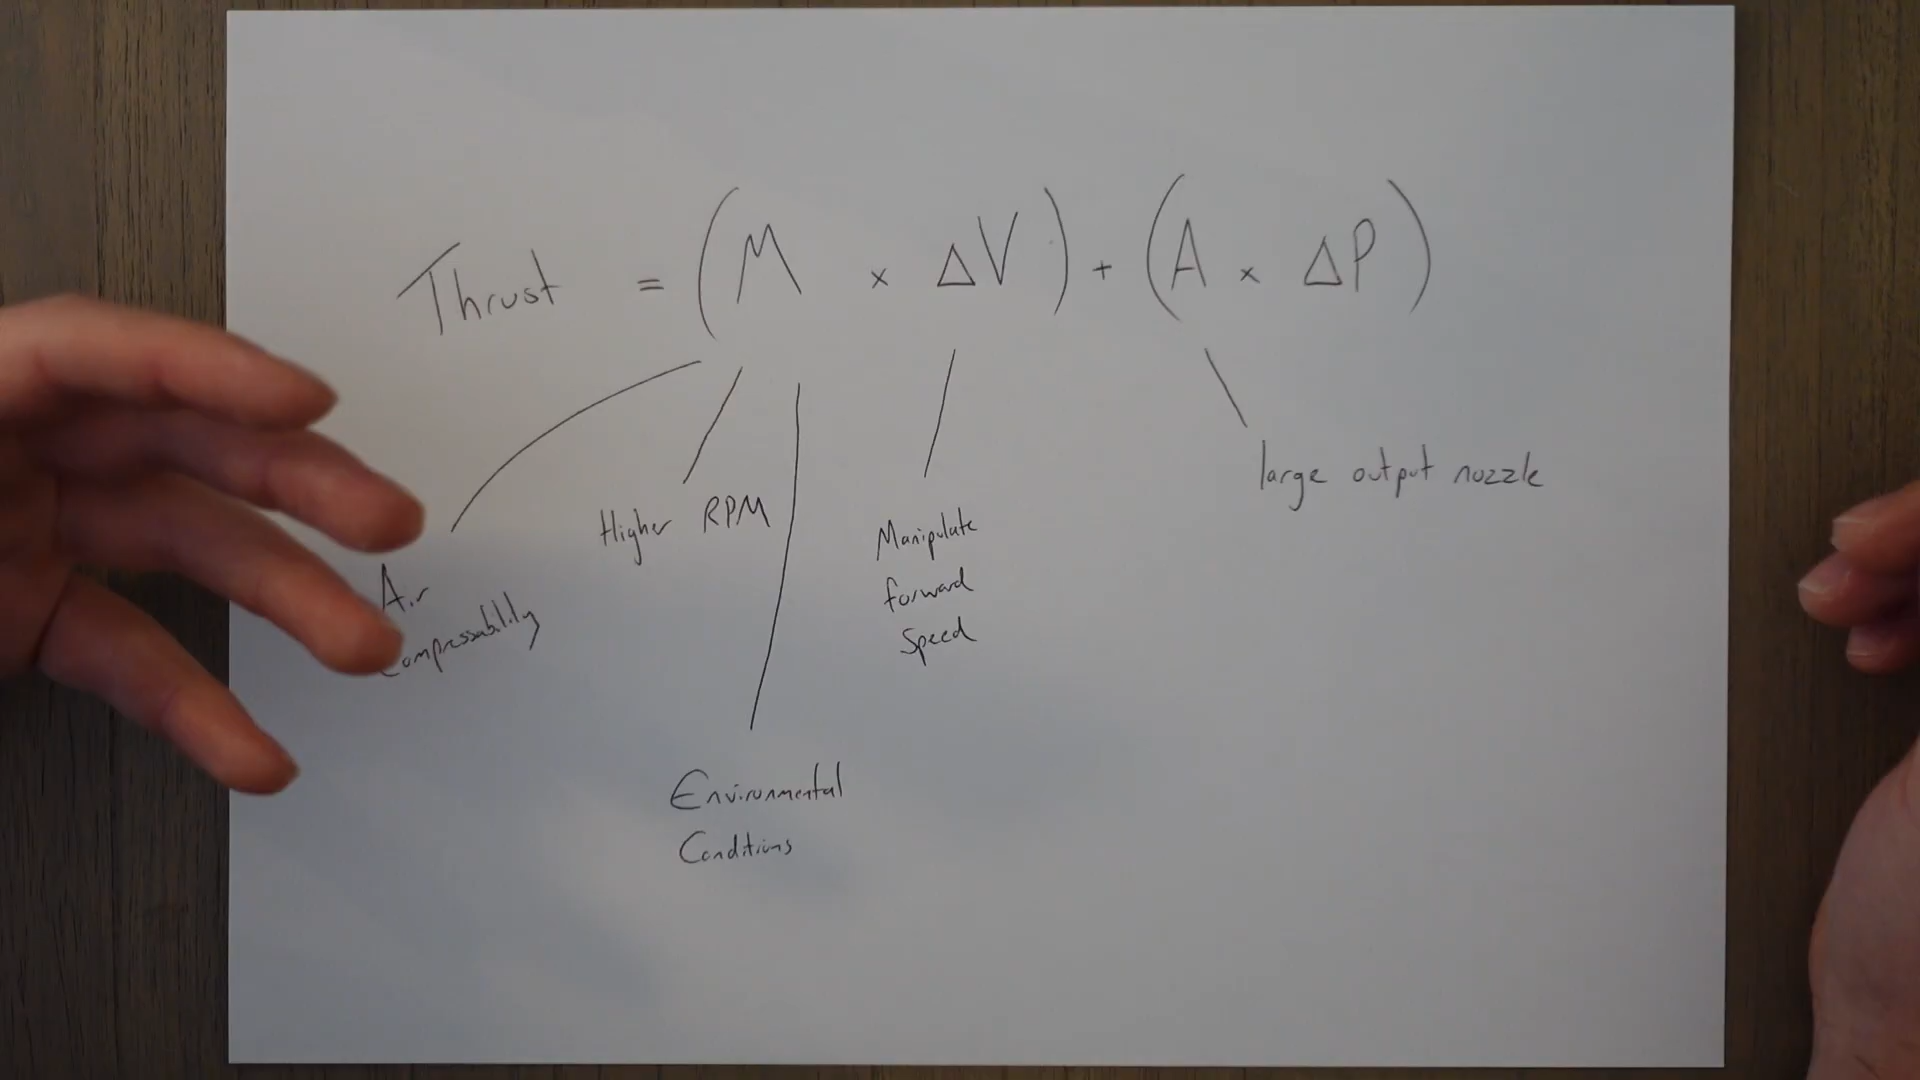 Thrust = (M × ΔV) + (A × ΔP)
large output nozzle
Higher RPM
Manipulate
forward
Speed
Air
Compressability
Environmental
Conditions